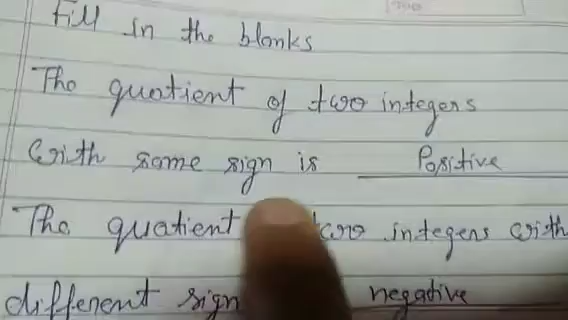 Fill in the blanks
The quotient of two integers
with same sign is Positive
The quotient two integers with
different sign negative